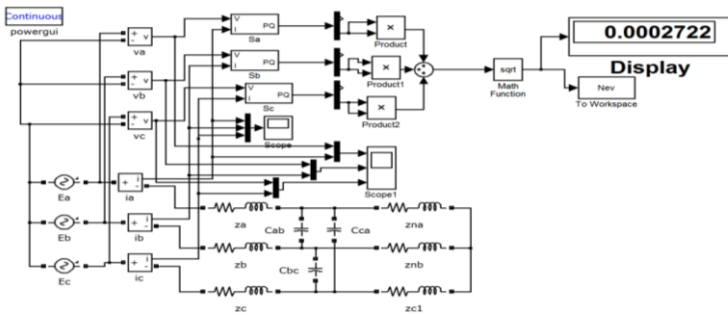 Continuous
powergui
va
vb
vc
V
I
PQ
Sa
V
I
PQ
Sb
V
I
PQ
Sc
Product
Product1
Product2
sqrt
Math
Function
0.0002722
Display
Nev
To Workspace
Scope
Scope1
Ea
Eb
Ec
ia
ib
ic
za
zb
zc
Cab
Cca
Cbc
zna
znb
zc1